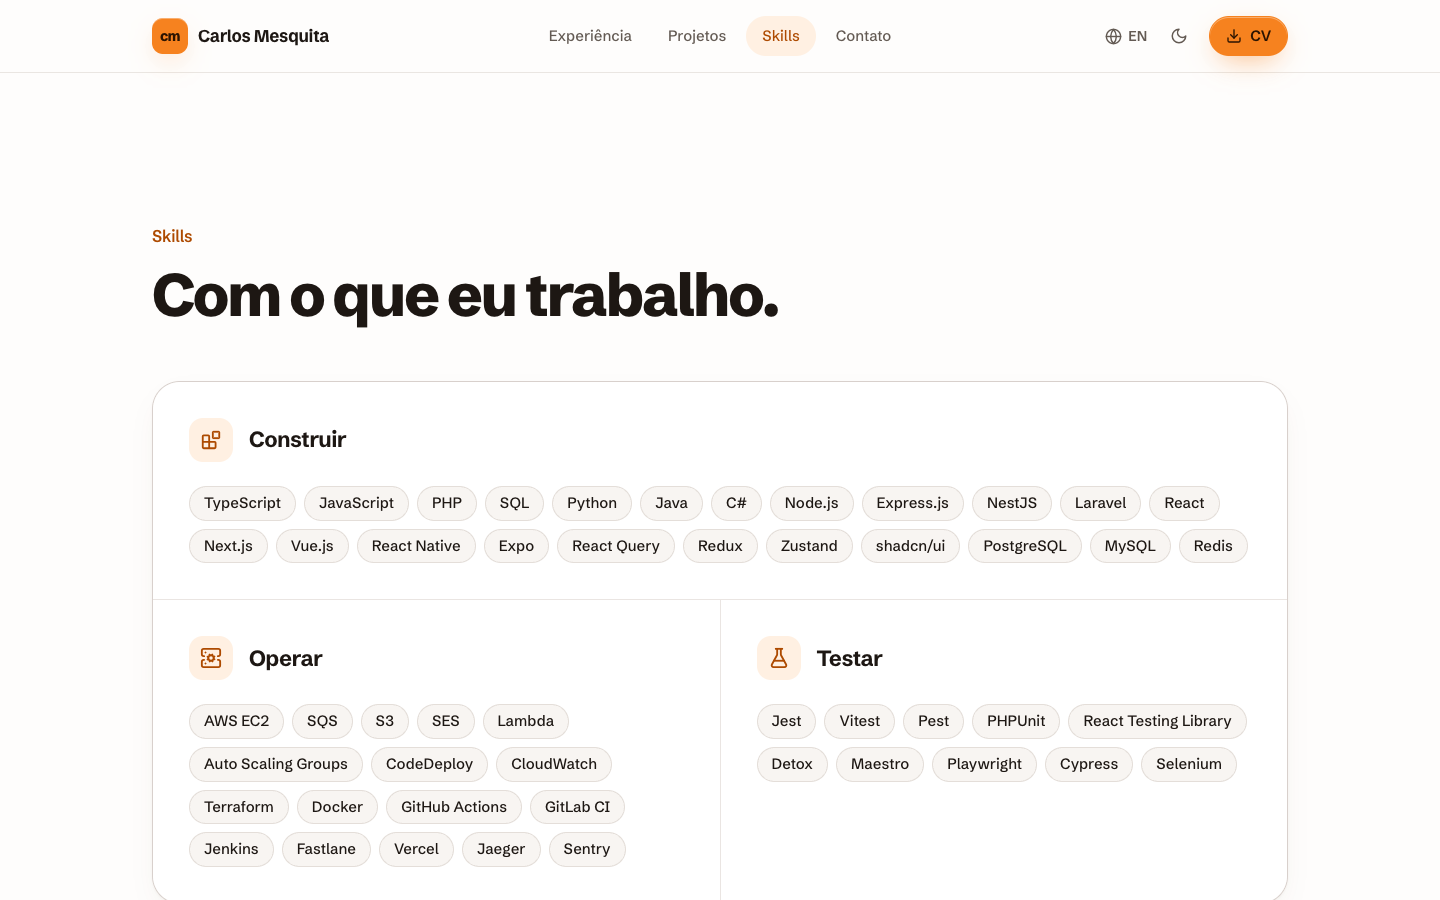 cm Carlos Mesquita Experiência Projetos Skills Contato EN CV
Skills
Com o que eu trabalho.
Construir
TypeScript JavaScript PHP SQL Python Java C# Node.js Express.js NestJS Laravel React
Next.js Vue.js React Native Expo React Query Redux Zustand shadcn/ui PostgreSQL MySQL Redis
Operar
AWS EC2 SQS S3 SES Lambda
Auto Scaling Groups CodeDeploy CloudWatch
Terraform Docker GitHub Actions GitLab CI
Jenkins Fastlane Vercel Jaeger Sentry
Testar
Jest Vitest Pest PHPUnit React Testing Library
Detox Maestro Playwright Cypress Selenium